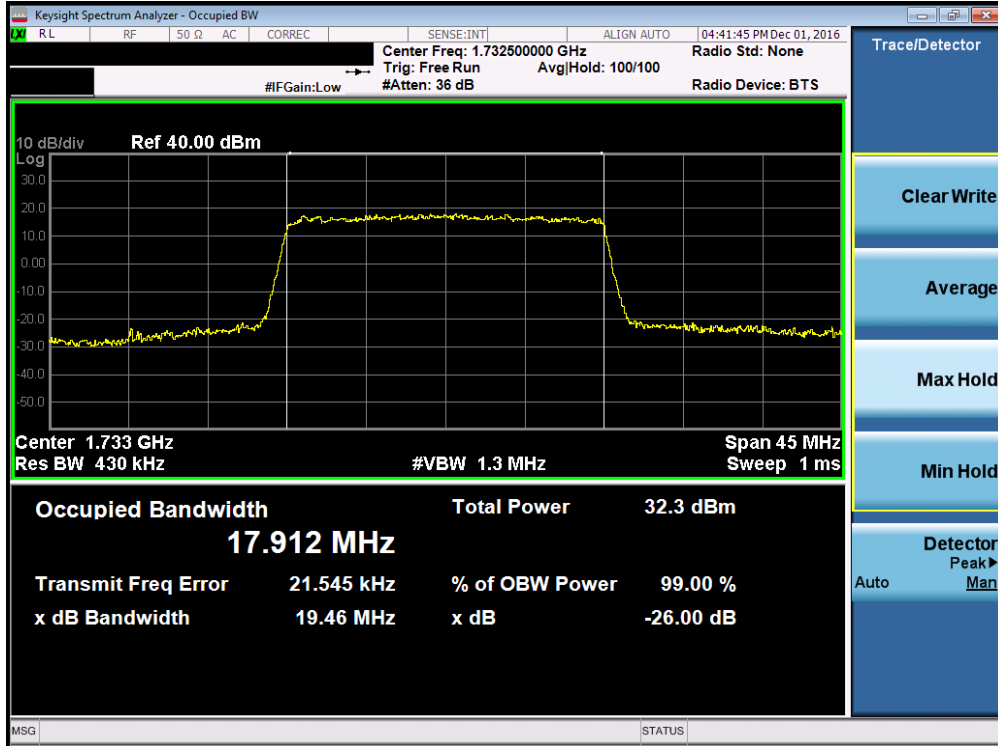 Keysight Spectrum Analyzer - Occupied BW
LXI RL RF 50 Ω AC CORREC SENSE:INT ALIGN AUTO 04:41:45 PM Dec 01, 2016
Center Freq: 1.732500000 GHz Radio Std: None
Trig: Free Run Avg|Hold: 100/100
#IFGain:Low #Atten: 36 dB Radio Device: BTS
10 dB/div Ref 40.00 dBm
Log
30.0
20.0
10.0
0.00
-10.0
-20.0
-30.0
-40.0
-50.0
Center 1.733 GHz Span 45 MHz
Res BW 430 kHz #VBW 1.3 MHz Sweep 1 ms
Occupied Bandwidth Total Power 32.3 dBm
17.912 MHz
Transmit Freq Error 21.545 kHz % of OBW Power 99.00 %
x dB Bandwidth 19.46 MHz x dB -26.00 dB
MSG STATUS
Trace/Detector
Clear Write
Average
Max Hold
Min Hold
Detector
Peak▶
Auto Man